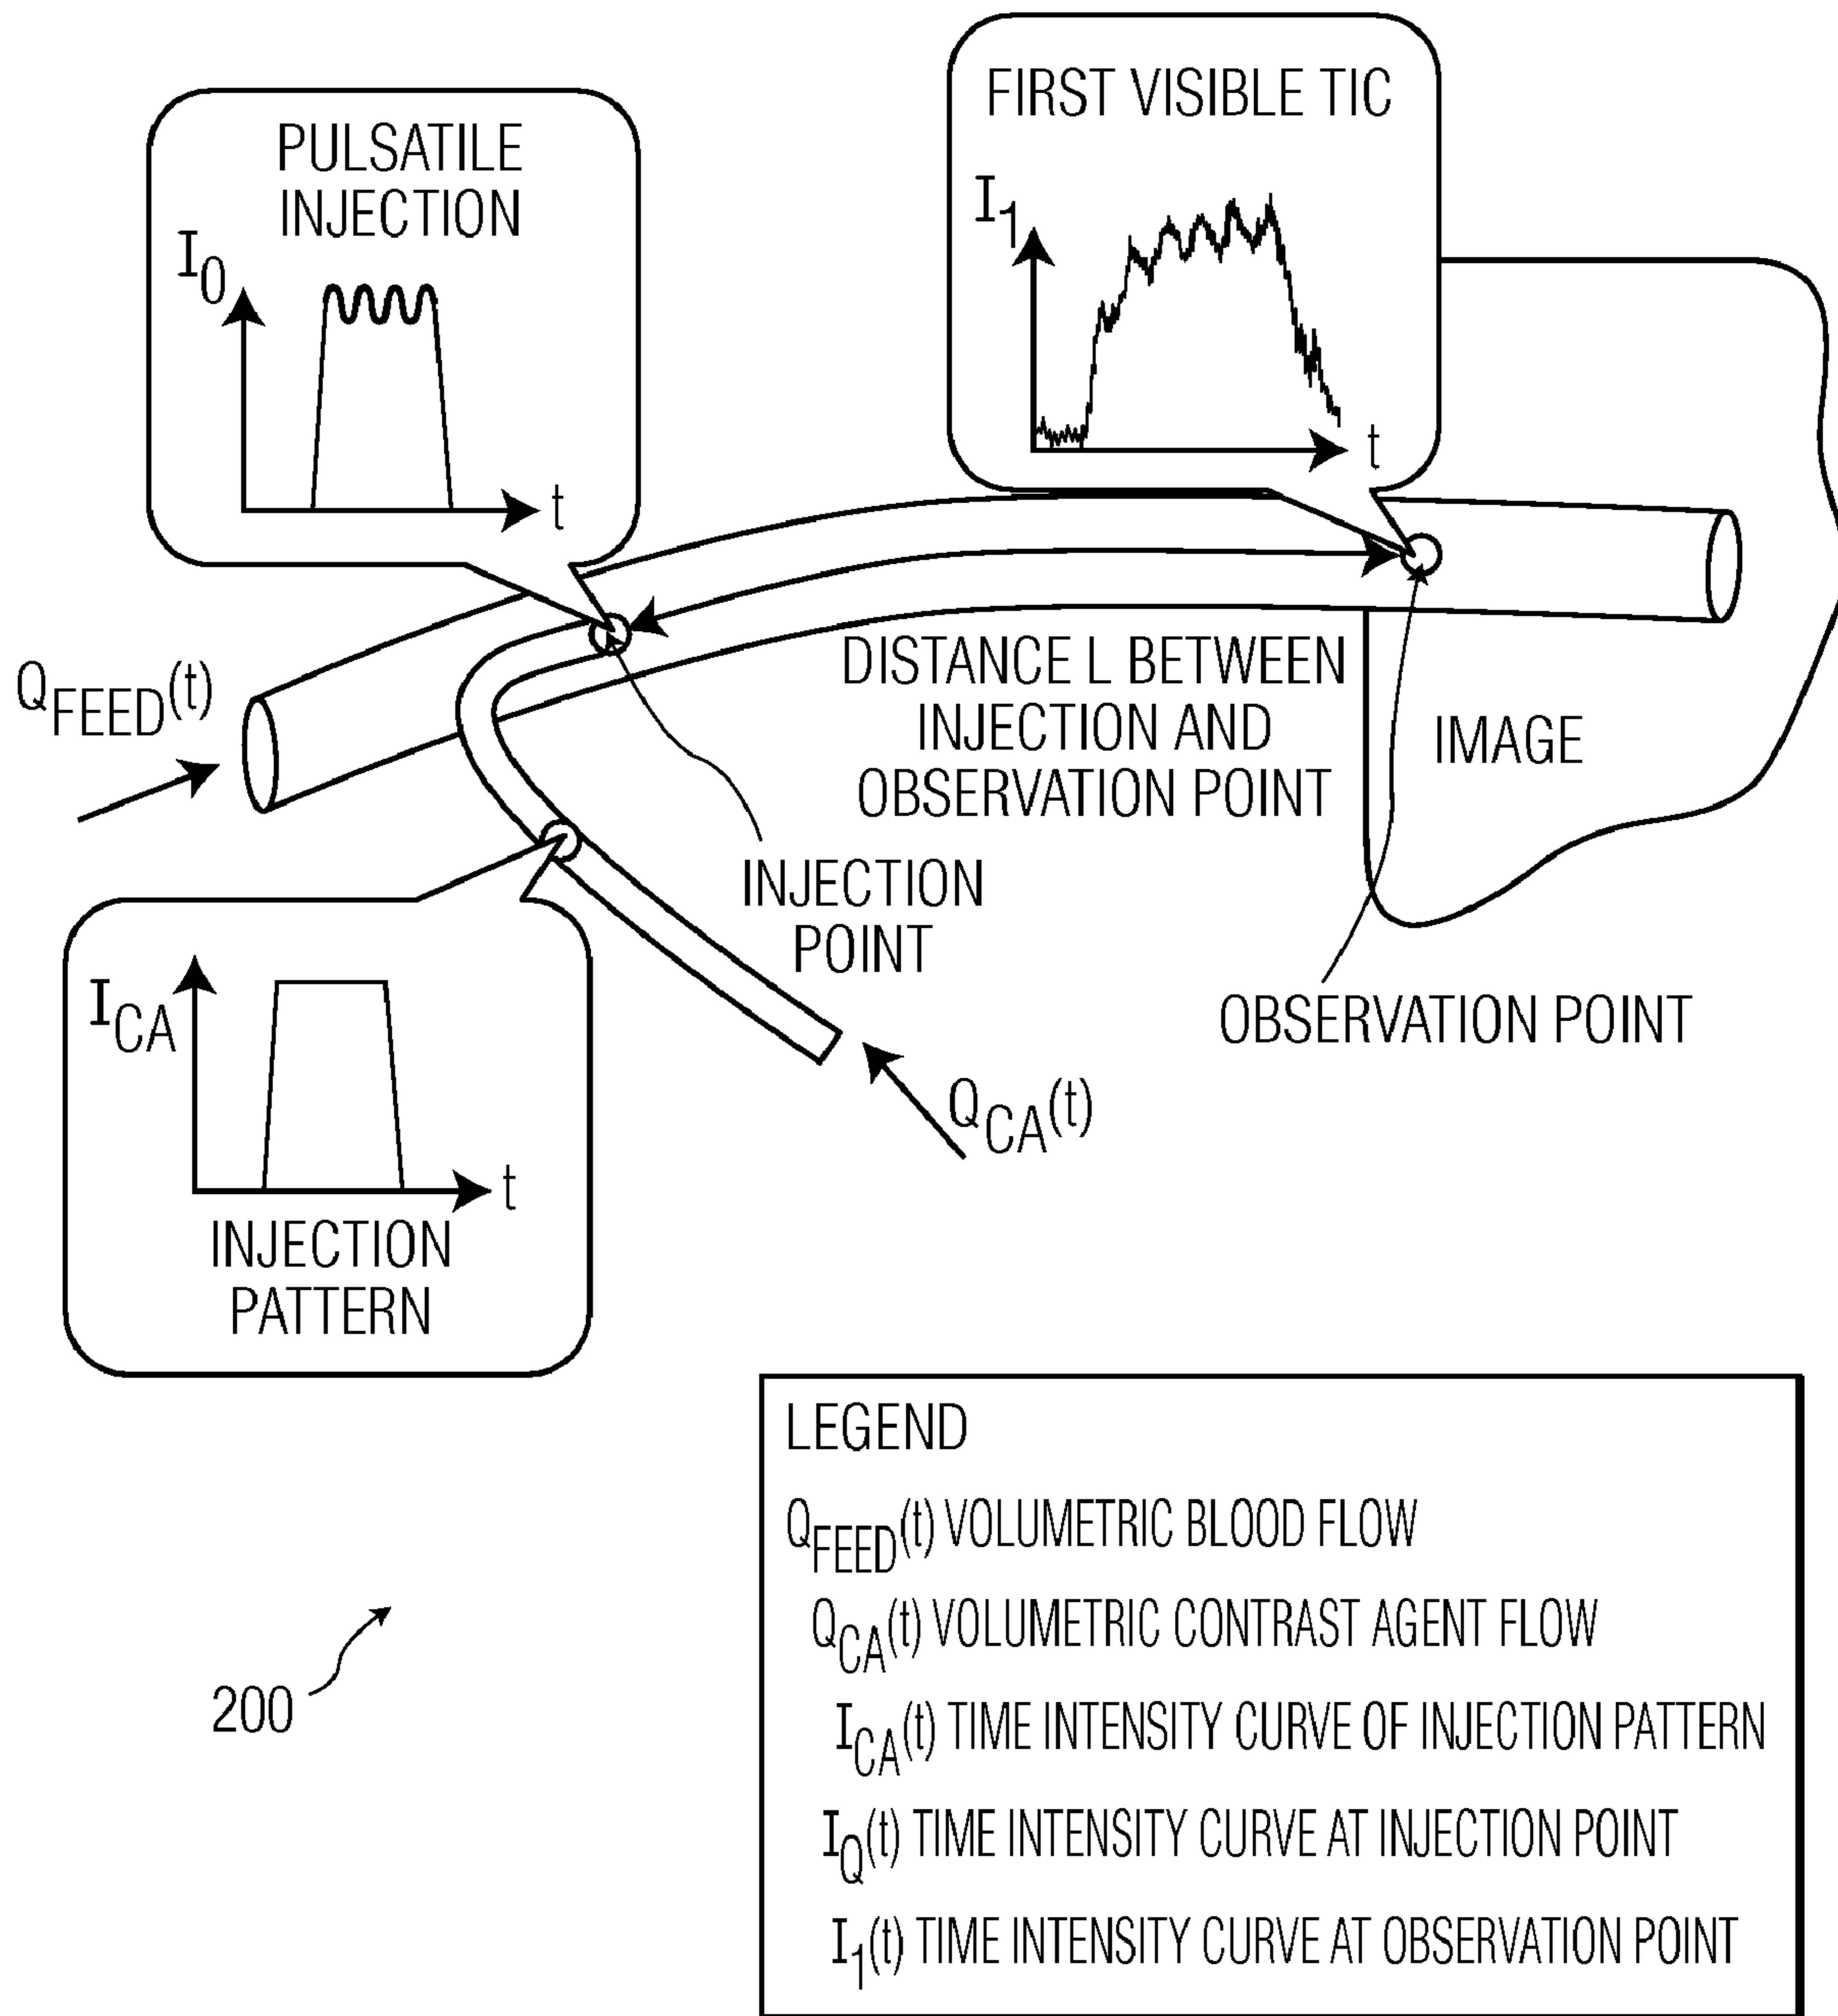 FIRST VISIBLE TIC
I1
t
PULSATILE
INJECTION
I0
t
QFEED(t)
DISTANCE L BETWEEN
INJECTION AND
OBSERVATION POINT
IMAGE
INJECTION
POINT
OBSERVATION POINT
ICA
t
INJECTION
PATTERN
QCA(t)
200
LEGEND
QFEED(t) VOLUMETRIC BLOOD FLOW
QCA(t) VOLUMETRIC CONTRAST AGENT FLOW
ICA(t) TIME INTENSITY CURVE OF INJECTION PATTERN
IQ(t) TIME INTENSITY CURVE AT INJECTION POINT
I1(t) TIME INTENSITY CURVE AT OBSERVATION POINT